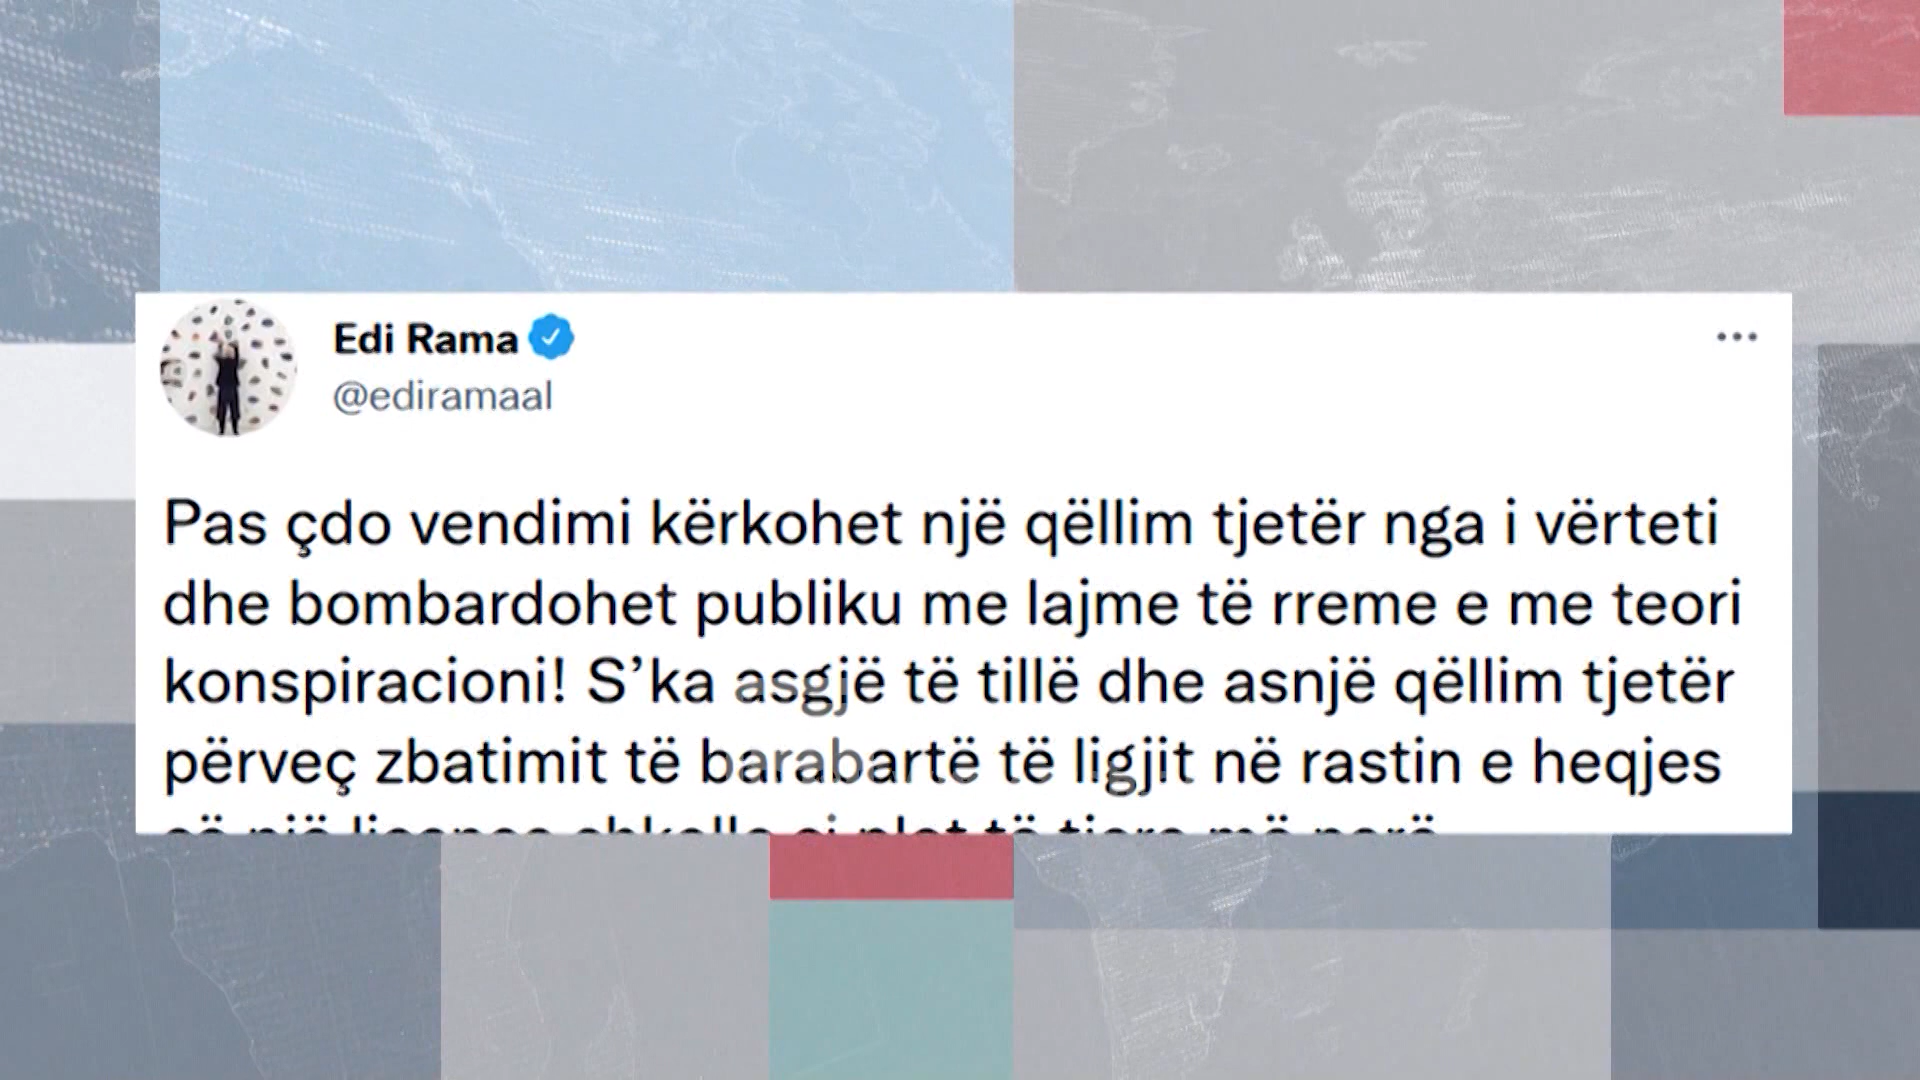 Edi Rama
@ediramaal
Pas çdo vendimi kërkohet një qëllim tjetër nga i vërteti
dhe bombardohet publiku me lajme të rreme e me teori
konspiracioni! S’ka asgjë të tillë dhe asnjë qëllim tjetër
përveç zbatimit të barabartë të ligjit në rastin e heqjes